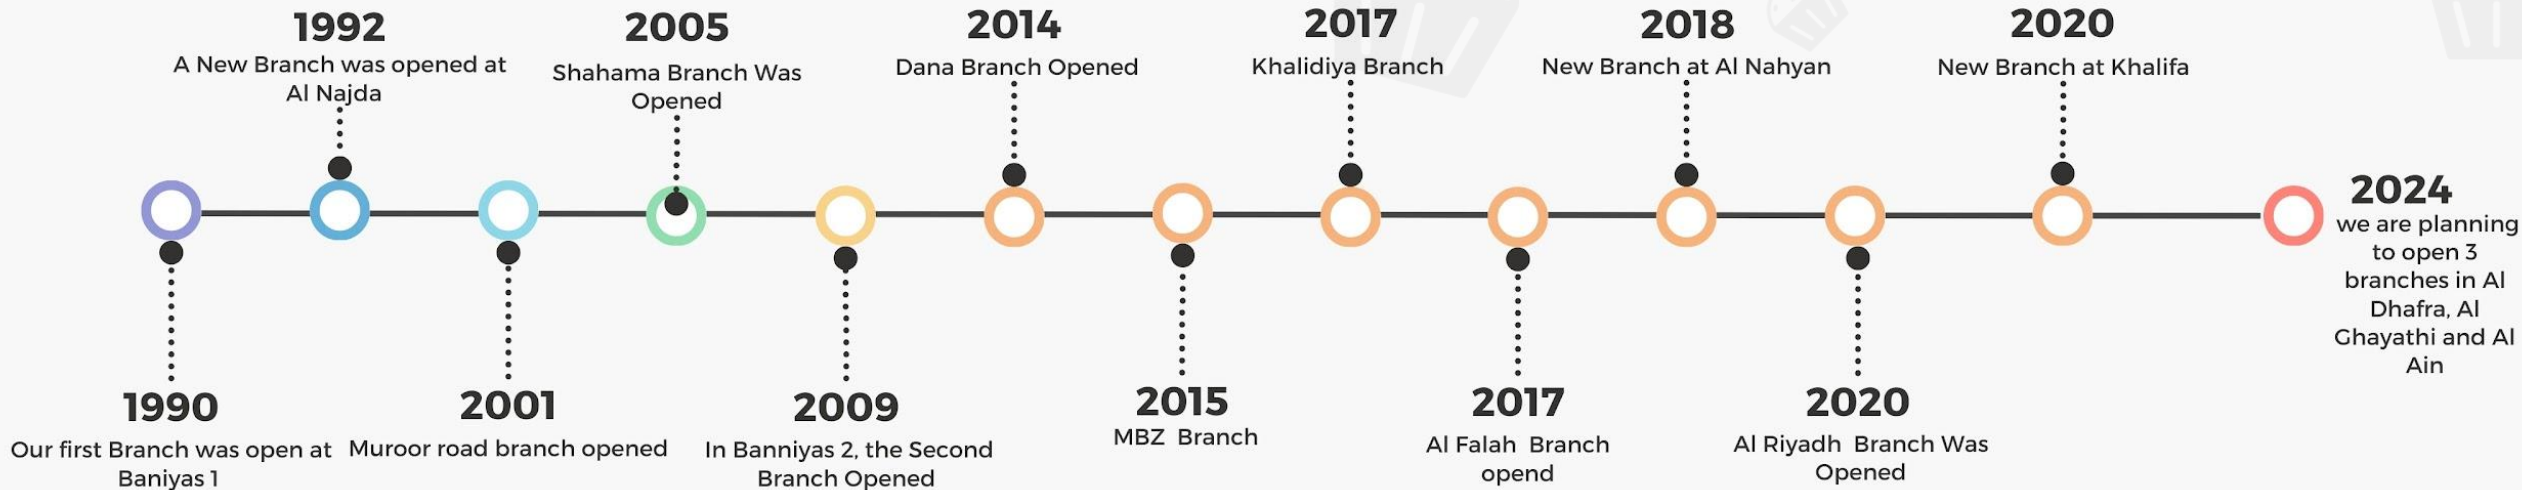 1992
A New Branch was opened at
Al Najda
2005
Shahama Branch Was
Opened
2014
Dana Branch Opened
2017
Khalidiya Branch
2018
New Branch at Al Nahyan
2020
New Branch at Khalifa
2024
we are planning
to open 3
branches in Al
Dhafra, Al
Ghayathi and Al
Ain
1990
Our first Branch was open at
Baniyas 1
2001
Muroor road branch opened
2009
In Banniyas 2, the Second
Branch Opened
2015
MBZ Branch
2017
Al Falah Branch
opend
2020
Al Riyadh Branch Was
Opened